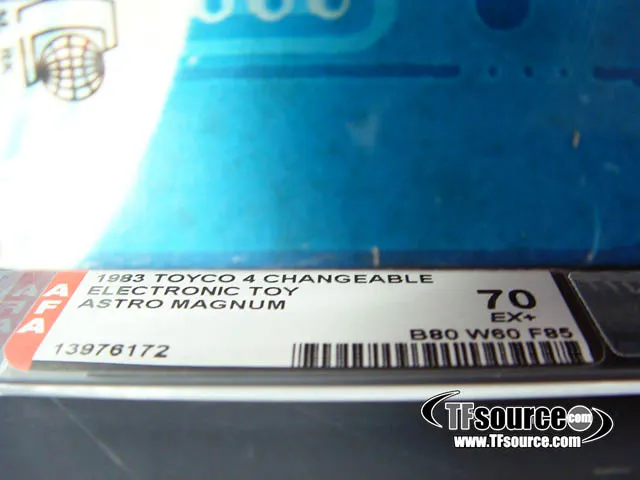 1983 TOYCO 4 CHANGEABLE
ELECTRONIC TOY
ASTRO MAGNUM
70
EX+
B80 W60 F85
13976172
AFA
TFsource.com
www.TFsource.com